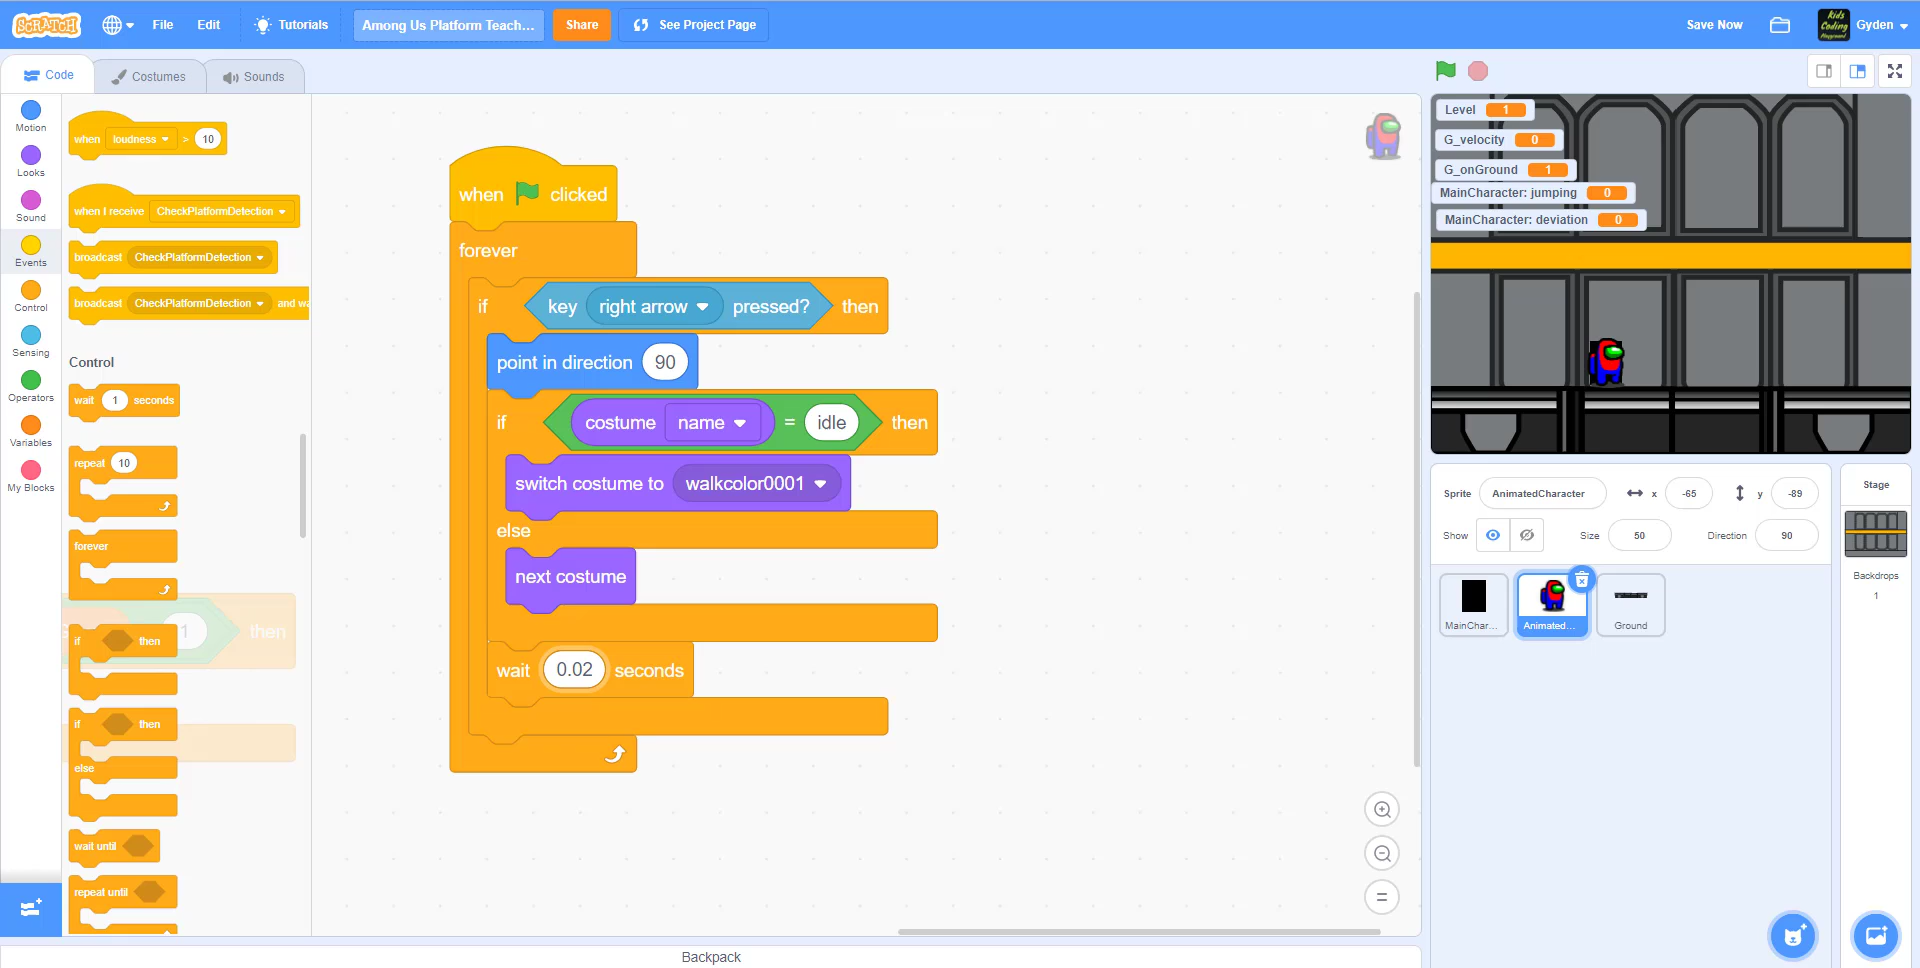 SCRATCH
File
Edit
Tutorials
Among Us Platform Teach...
Share
See Project Page
Save Now
Kids
Coding
Playground
Gyden
Code
Costumes
Sounds
Motion
Looks
Sound
Events
Control
Sensing
Operators
Variables
My Blocks
when loudness > 10
when I receive CheckPlatformDetection
broadcast CheckPlatformDetection
broadcast CheckPlatformDetection and wa
Control
wait 1 seconds
repeat 10
forever
1 then
if then
if then
else
wait until
repeat until
when clicked
forever
if key right arrow pressed? then
point in direction 90
if costume name = idle then
switch costume to walkcolor0001
else
next costume
wait 0.02 seconds
Backpack
Level 1
G_velocity 0
G_onGround 1
MainCharacter: jumping 0
MainCharacter: deviation 0
Sprite AnimatedCharacter x -65 y -89
Show Size 50 Direction 90
MainChar...
Animated...
Ground
Stage
Backdrops
1